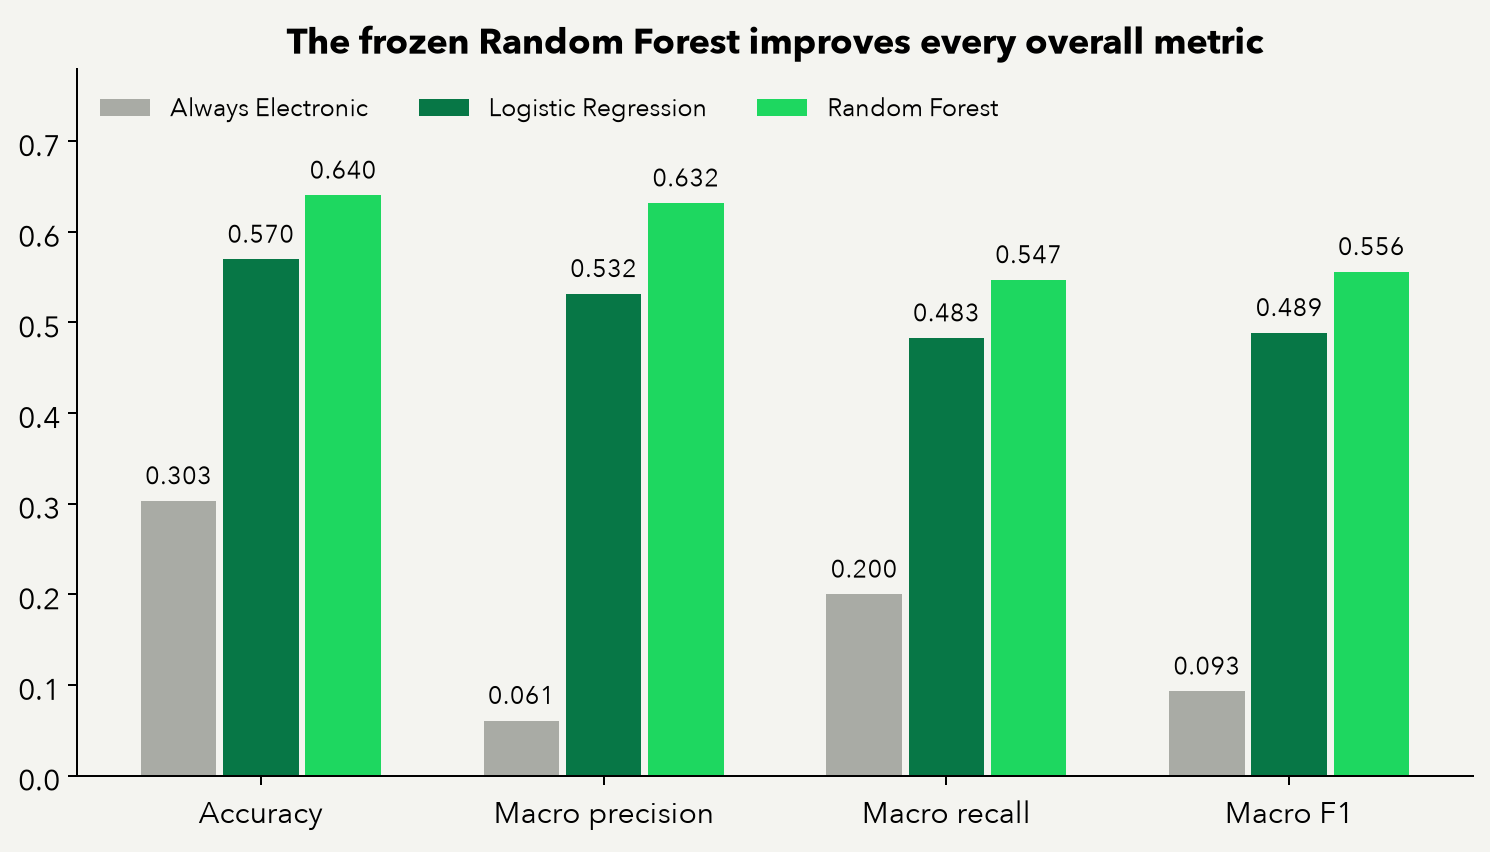 The frozen Random Forest improves every overall metric
Always Electronic Logistic Regression Random Forest
0.7
0.6
0.5
0.4
0.3
0.2
0.1
0.0
0.303 0.570 0.640
0.061 0.532 0.632
0.200 0.483 0.547
0.093 0.489 0.556
Accuracy Macro precision Macro recall Macro F1